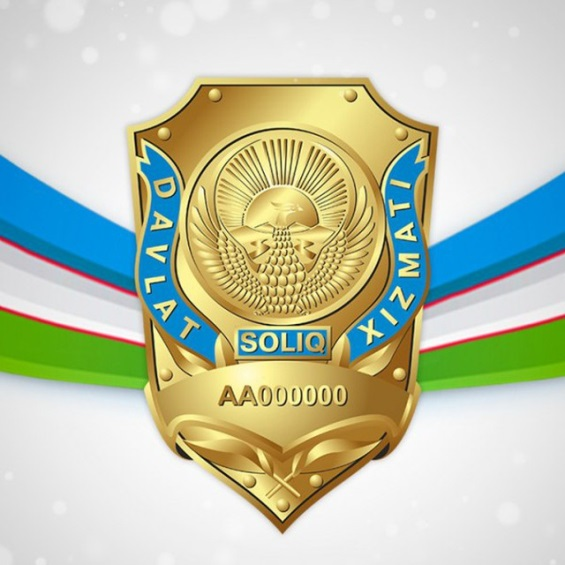 DAVLAT
SOLIQ
XIZMATI
AA000000